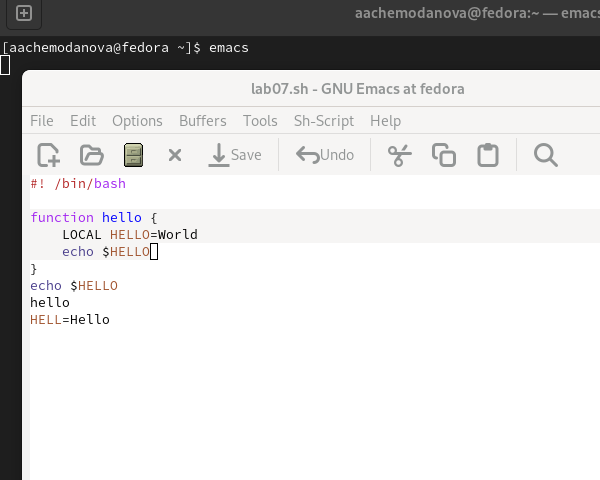 aachemodanova@fedora:~ — emacs
[aachemodanova@fedora ~]$ emacs
lab07.sh - GNU Emacs at fedora
File Edit Options Buffers Tools Sh-Script Help
Save Undo
#! /bin/bash
function hello {
    LOCAL HELLO=World
    echo $HELLO
}
echo $HELLO
hello
HELL=Hello